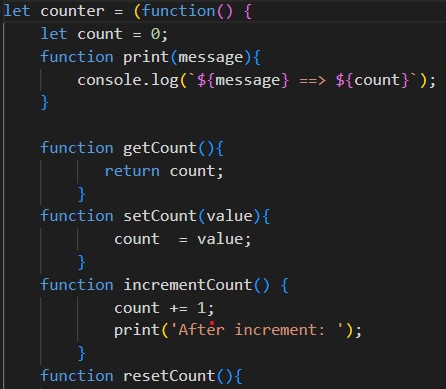 let counter = (function() {
let count = 0;
function print(message){
console.log(`${message} ==> ${count}`);
}
function getCount(){
return count;
}
function setCount(value){
count  = value;
}
function incrementCount() {
count += 1;
print('After increment: ');
}
function resetCount(){